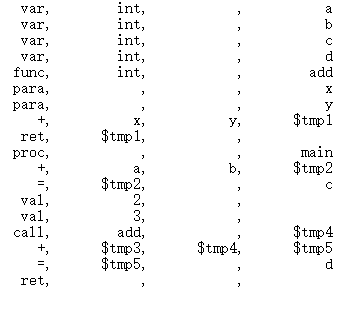 var, int, , a
var, int, , b
var, int, , c
var, int, , d
func, int, , add
para, , , x
para, , , y
+, x, y, $tmp1
ret, $tmp1, ,
proc, , , main
+, a, b, $tmp2
=, $tmp2, , c
val, 2, ,
val, 3, ,
call, add, , $tmp4
+, $tmp3, $tmp4, $tmp5
=, $tmp5, , d
ret, , ,